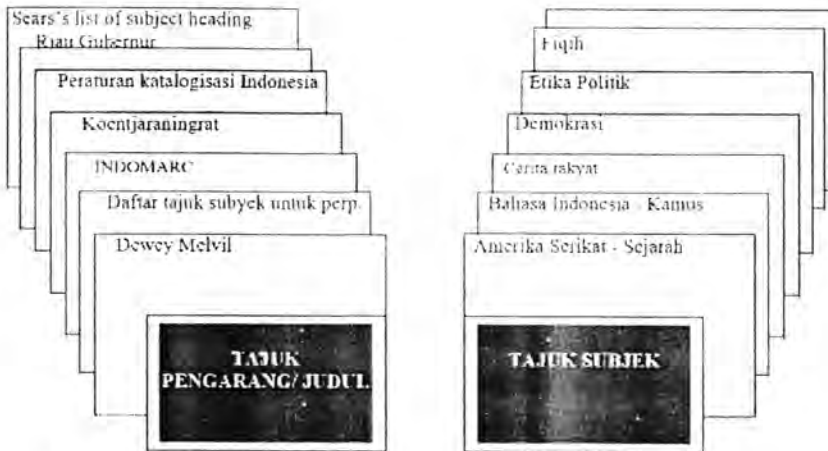 Sears's list of subject heading
Riau Gubernur
Peraturan katalogisasi Indonesia
Koentjaraningrat
INDOMARC
Daftar tajuk subyek untuk perp.
Dewey Melvil
TAJUK
PENGARANG/ JUDUL
Fiqih
Etika Politik
Demokrasi
Cerita rakyat
Bahasa Indonesia - Kamus
Amerika Serikat - Sejarah
TAJUK SUBJEK